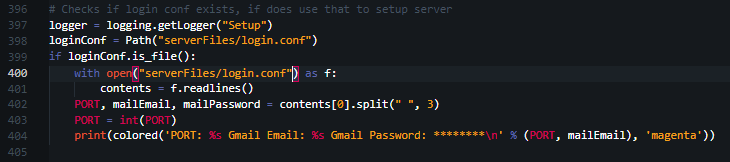 396 # Checks if login conf exists, if does use that to setup server
397 logger = logging.getLogger("Setup")
398 loginConf = Path("serverFiles/login.conf")
399 if loginConf.is_file():
400 with open("serverFiles/login.conf") as f:
401 contents = f.readlines()
402 PORT, mailEmail, mailPassword = contents[0].split(" ", 3)
403 PORT = int(PORT)
404 print(colored('PORT: %s Gmail Email: %s Gmail Password: ********\n' % (PORT, mailEmail), 'magenta'))
405